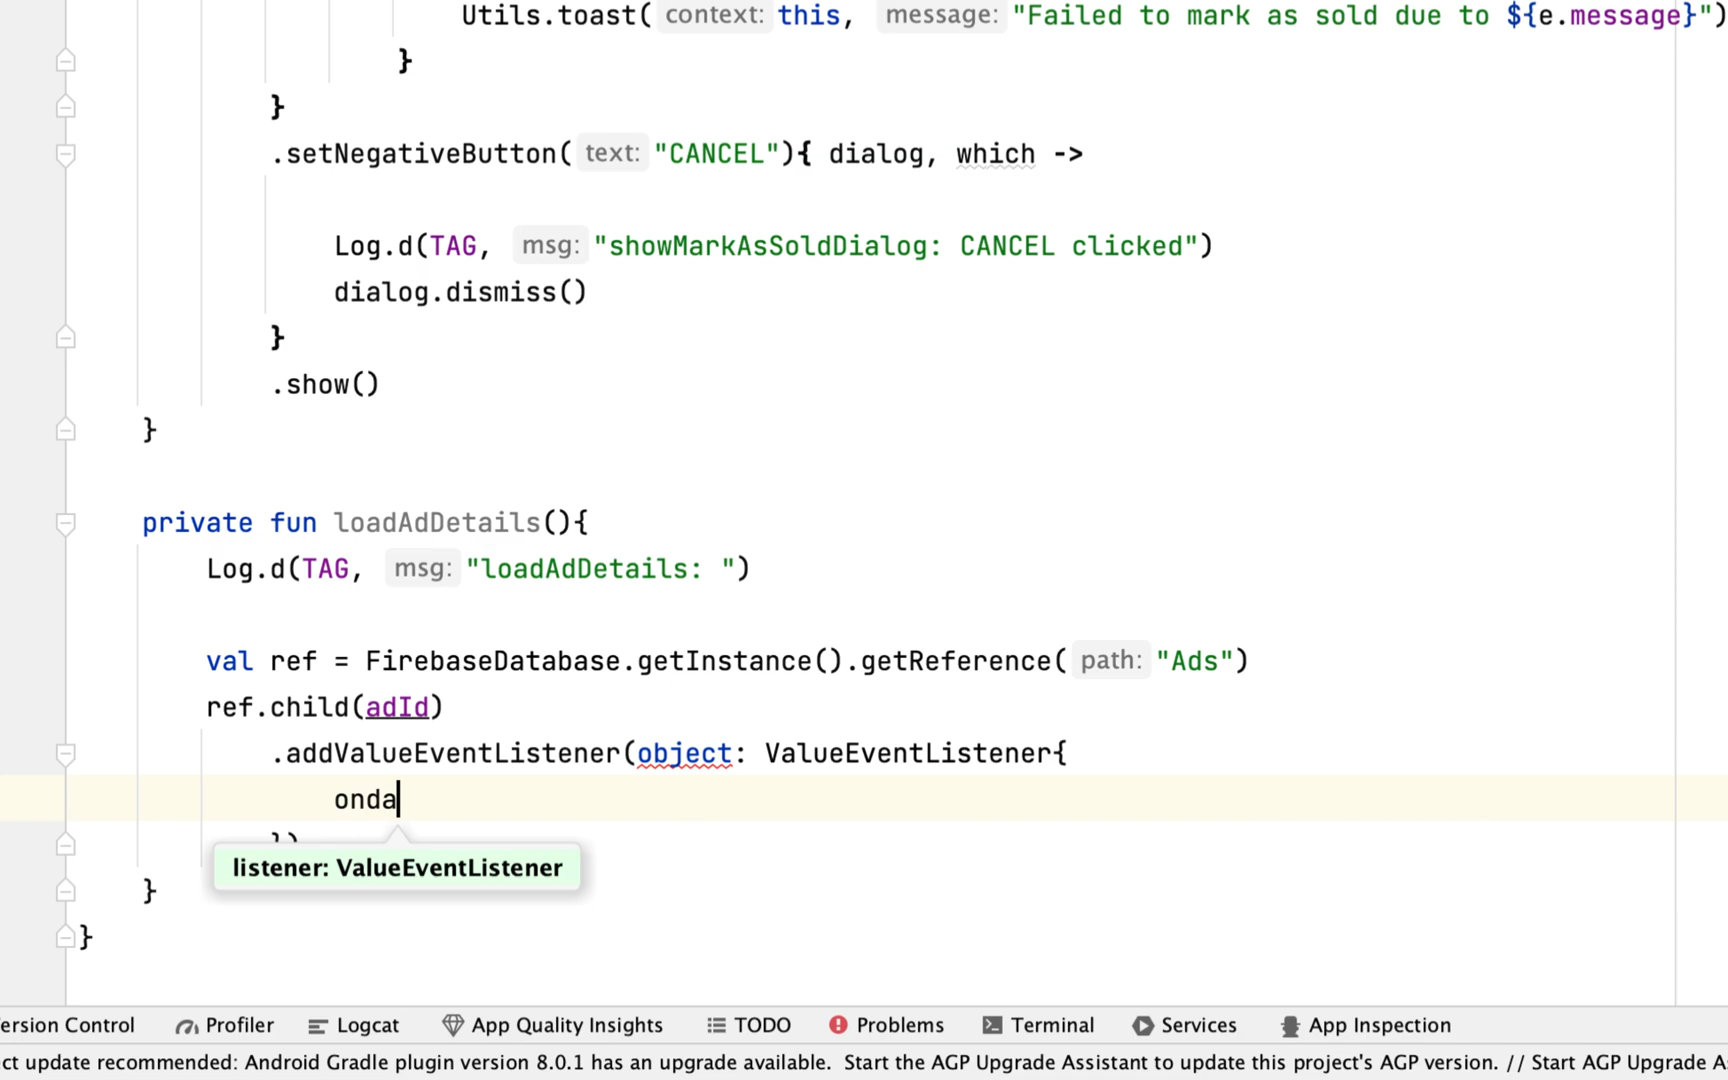 Utils.toast( context: this, message: "Failed to mark as sold due to ${e.message}")
}
}
.setNegativeButton( text: "CANCEL"){ dialog, which ->
Log.d(TAG, msg: "showMarkAsSoldDialog: CANCEL clicked")
dialog.dismiss()
}
.show()
}
private fun loadAdDetails(){
Log.d(TAG, msg: "loadAdDetails: ")
val ref = FirebaseDatabase.getInstance().getReference( path: "Ads")
ref.child(adId)
.addValueEventListener(object: ValueEventListener{
onda
})
listener: ValueEventListener
}
}
ersion Control Profiler Logcat App Quality Insights TODO Problems Terminal Services App Inspection
ct update recommended: Android Gradle plugin version 8.0.1 has an upgrade available. Start the AGP Upgrade Assistant to update this project's AGP version. // Start AGP Upgrade A